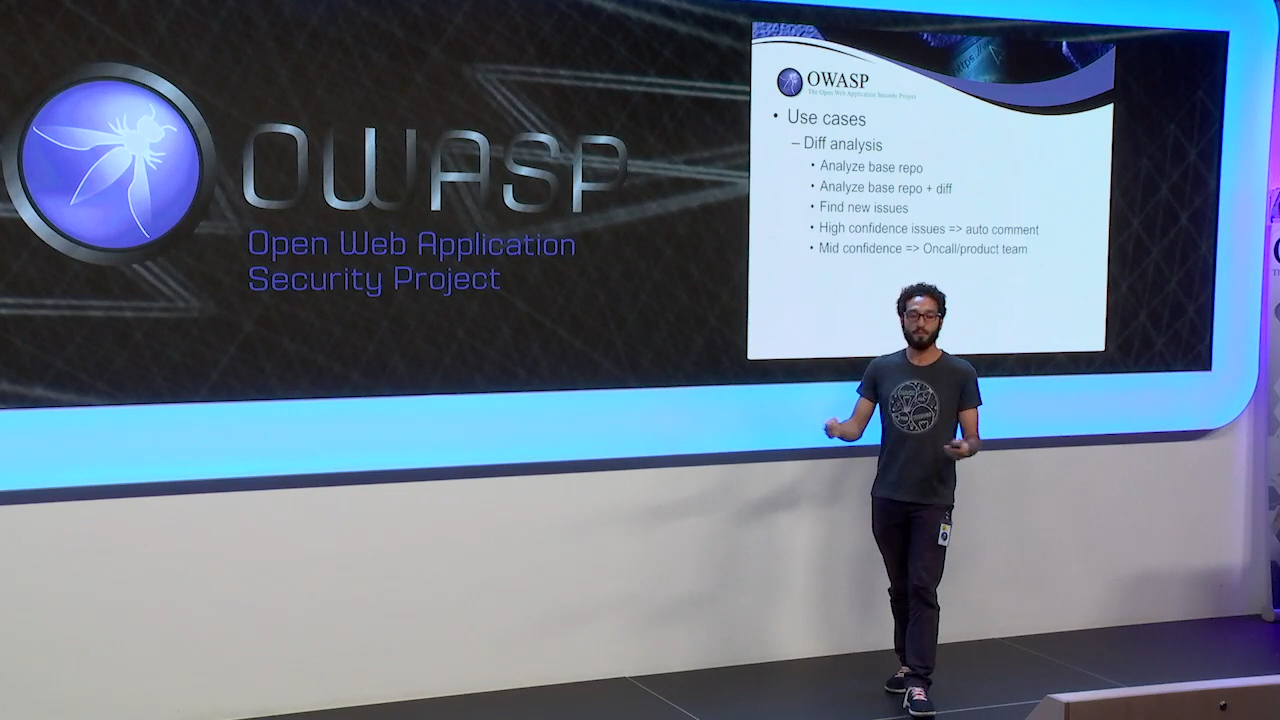 OWASP
Open Web Application
Security Project
https://
OWASP
The Open Web Application Security Project
• Use cases
– Diff analysis
• Analyze base repo
• Analyze base repo + diff
• Find new issues
• High confidence issues => auto comment
• Mid confidence => Oncall/product team